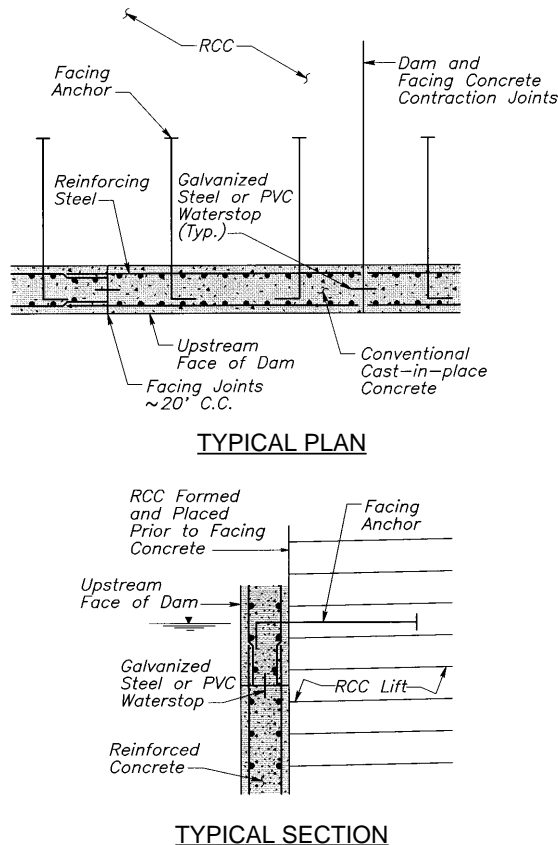 RCC
Facing
Anchor
Dam and
Facing Concrete
Contraction Joints
Reinforcing
Steel
Galvanized
Steel or PVC
Waterstop
(Typ.)
Upstream
Face of Dam
Conventional
Cast-in-place
Concrete
Facing Joints
~20' C.C.
TYPICAL PLAN
RCC Formed
and Placed
Prior to Facing
Concrete
Facing
Anchor
Upstream
Face of Dam
Galvanized
Steel or PVC
Waterstop
RCC Lift
Reinforced
Concrete
TYPICAL SECTION